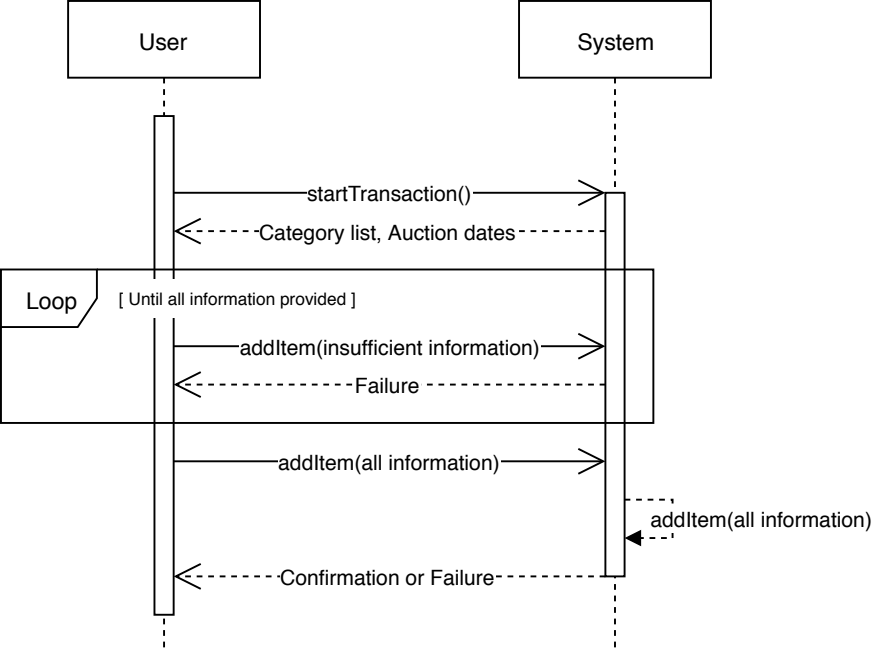 User
System
startTransaction()
Category list, Auction dates
Loop
[ Until all information provided ]
addItem(insufficient information)
Failure
addItem(all information)
addItem(all information)
Confirmation or Failure